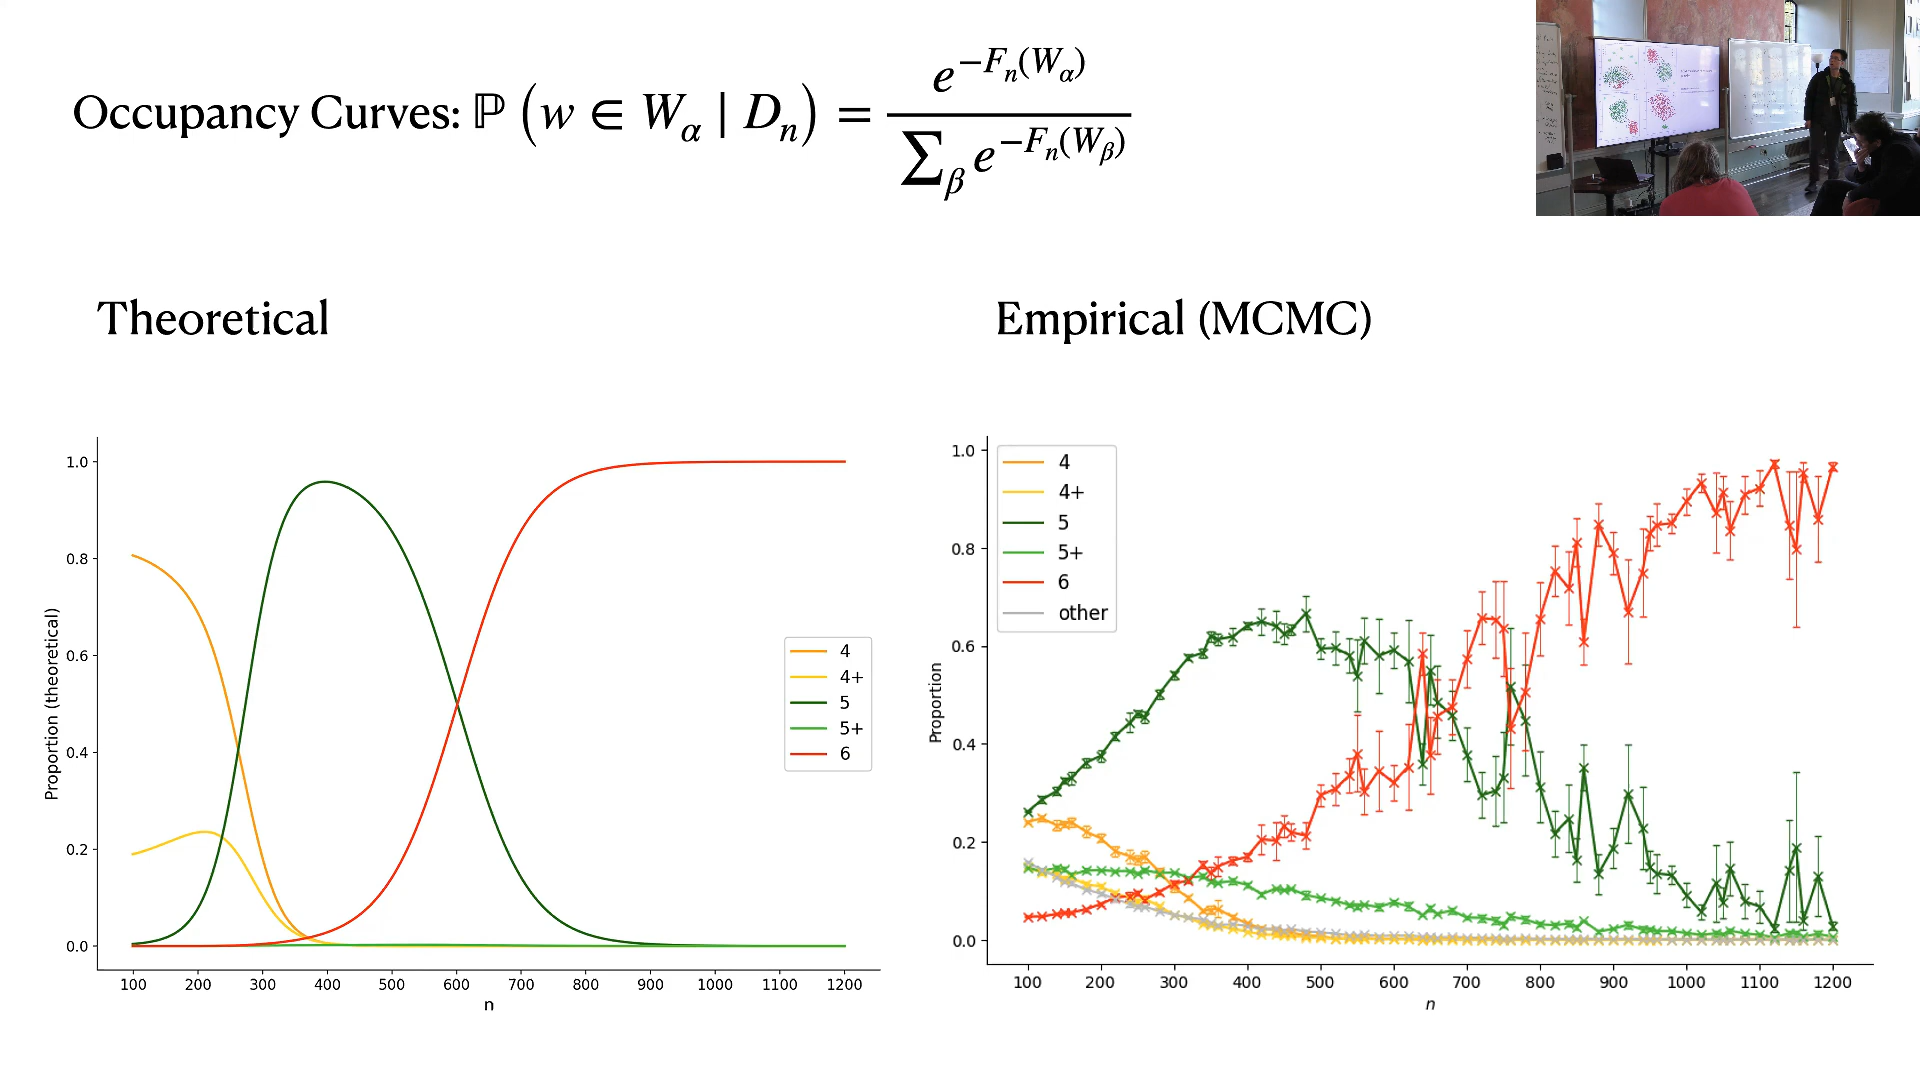 Occupancy Curves: ℙ (w ∈ W_α | D_n) = e^{-F_n(W_α)} / ∑_β e^{-F_n(W_β)}
Theoretical
Empirical (MCMC)
Proportion (theoretical)
1.0
0.8
0.6
0.4
0.2
0.0
100 200 300 400 500 600 700 800 900 1000 1100 1200
n
4
4+
5
5+
6
Proportion
1.0
0.8
0.6
0.4
0.2
0.0
100 200 300 400 500 600 700 800 900 1000 1100 1200
n
4
4+
5
5+
6
other